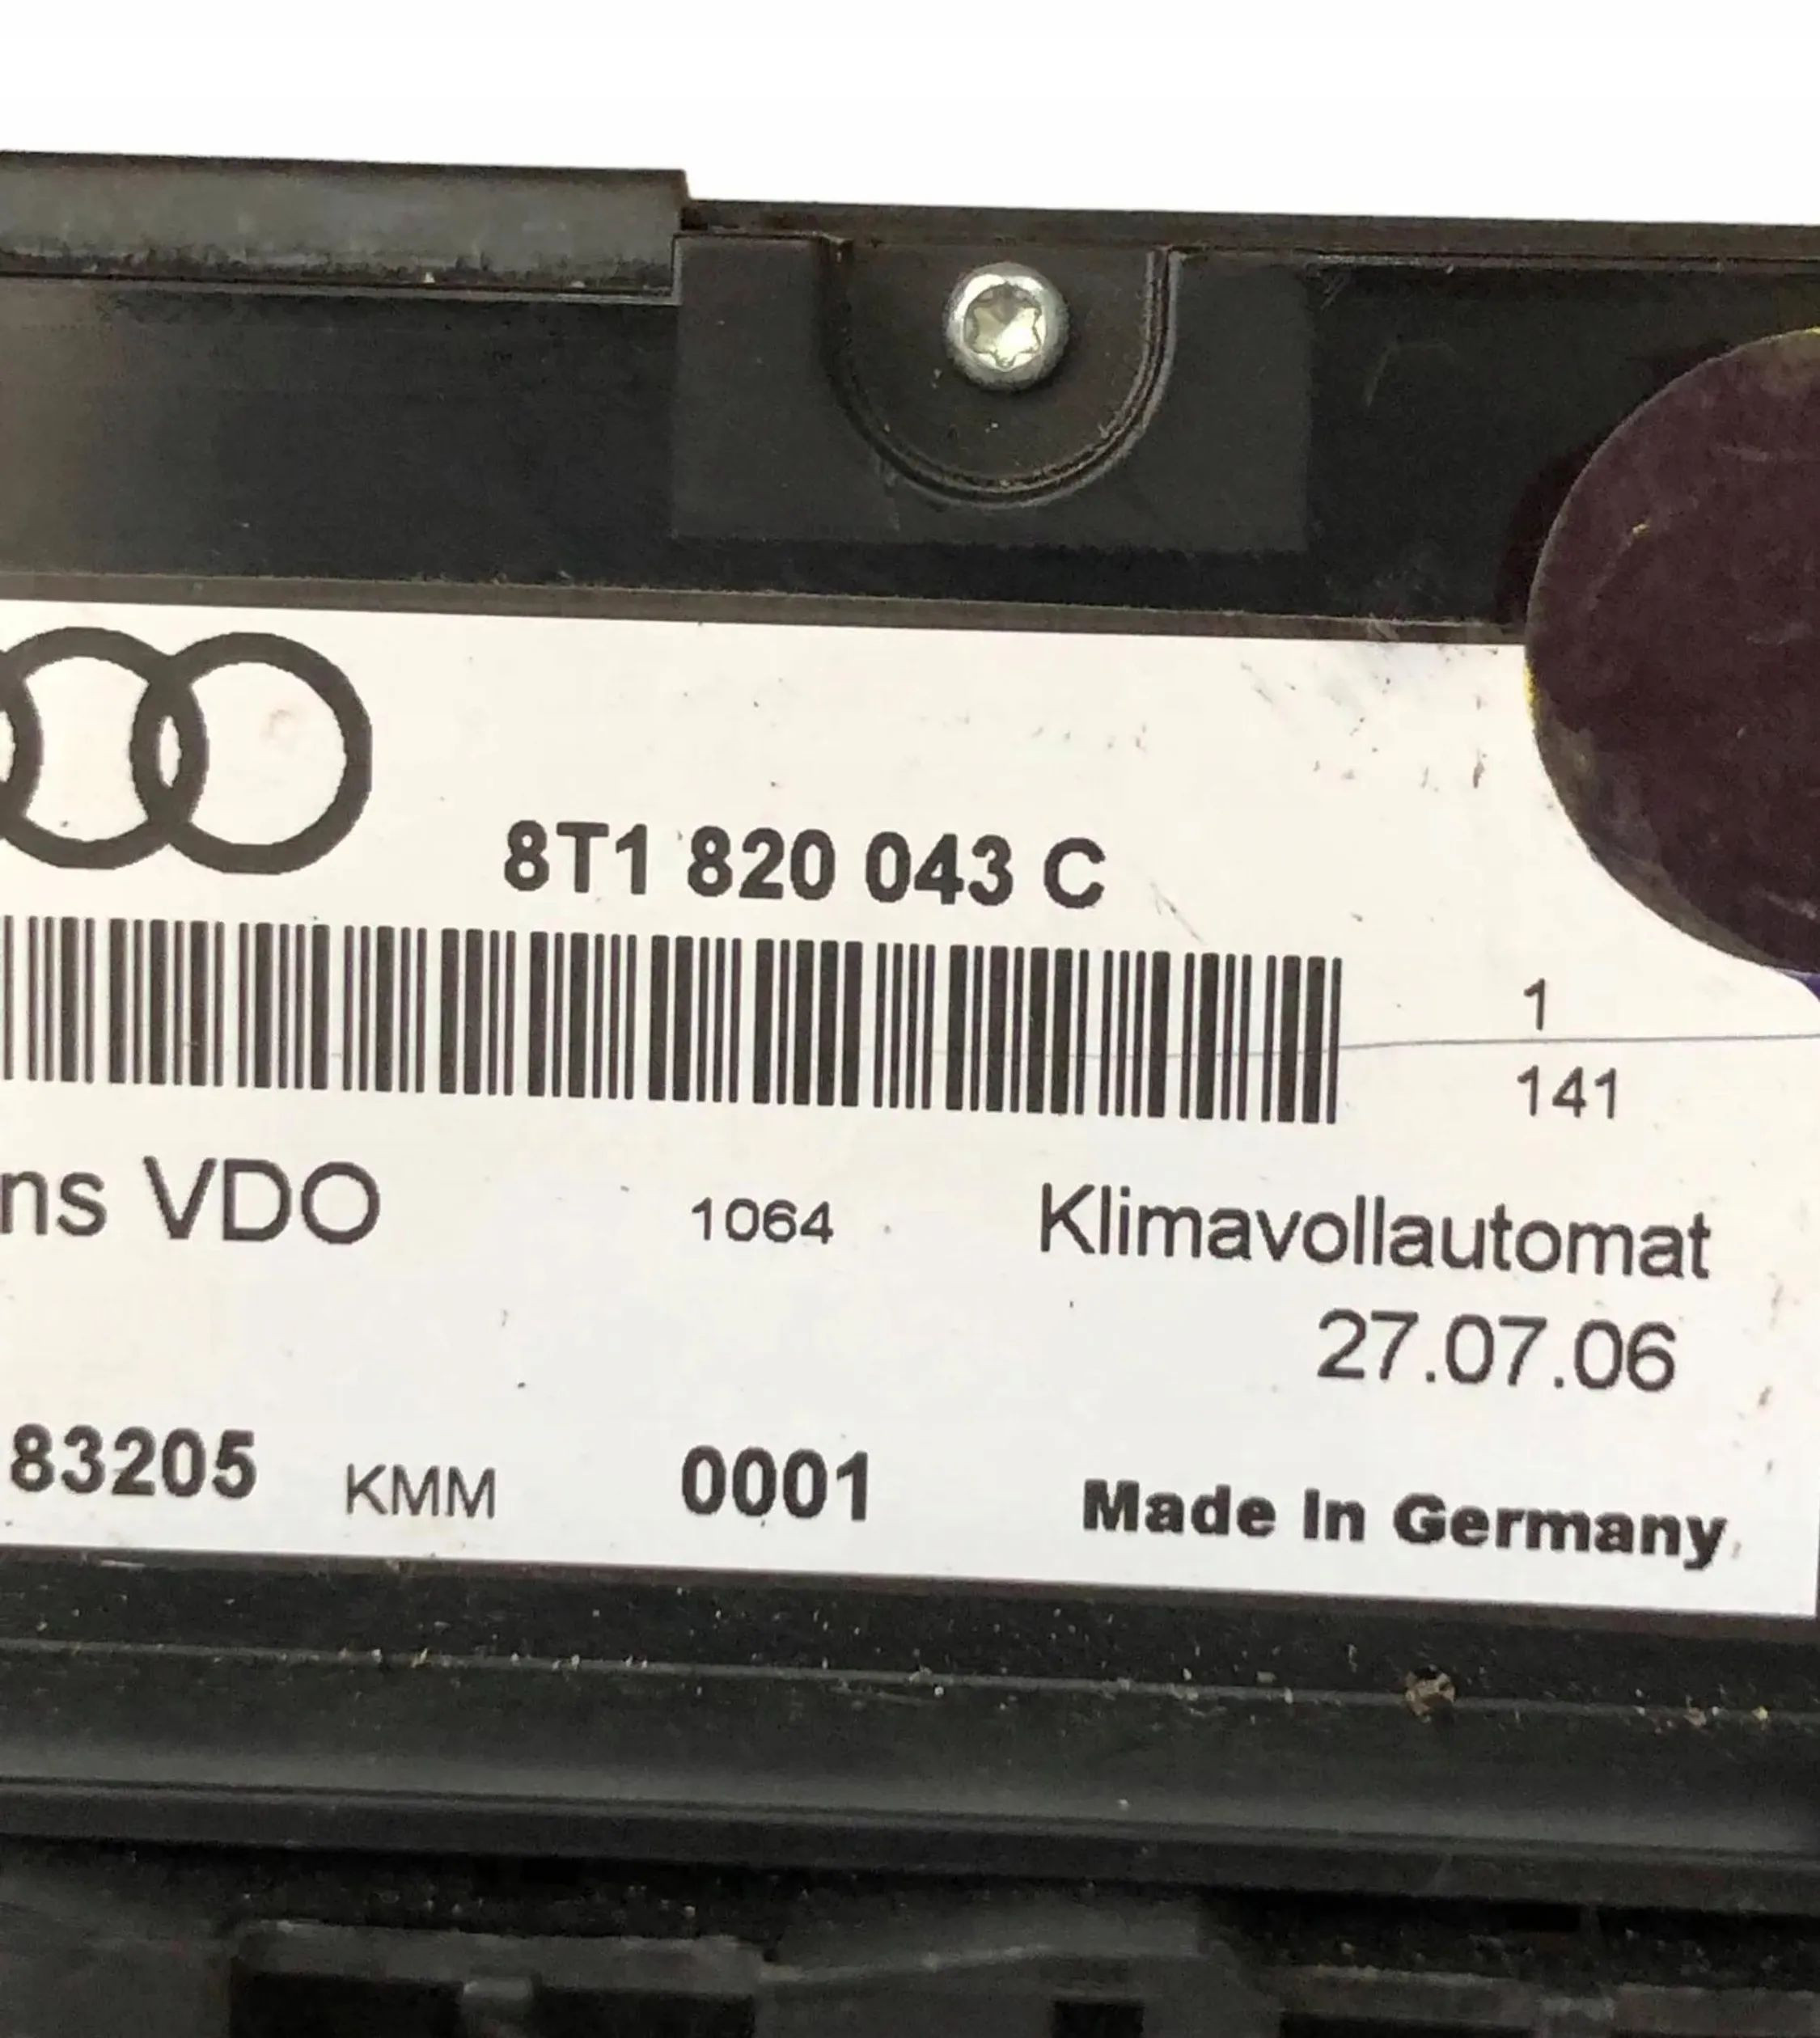 8T1 820 043 C
1
141
ns VDO 1064 Klimavollautomat
27.07.06
83205 KMM 0001 Made In Germany